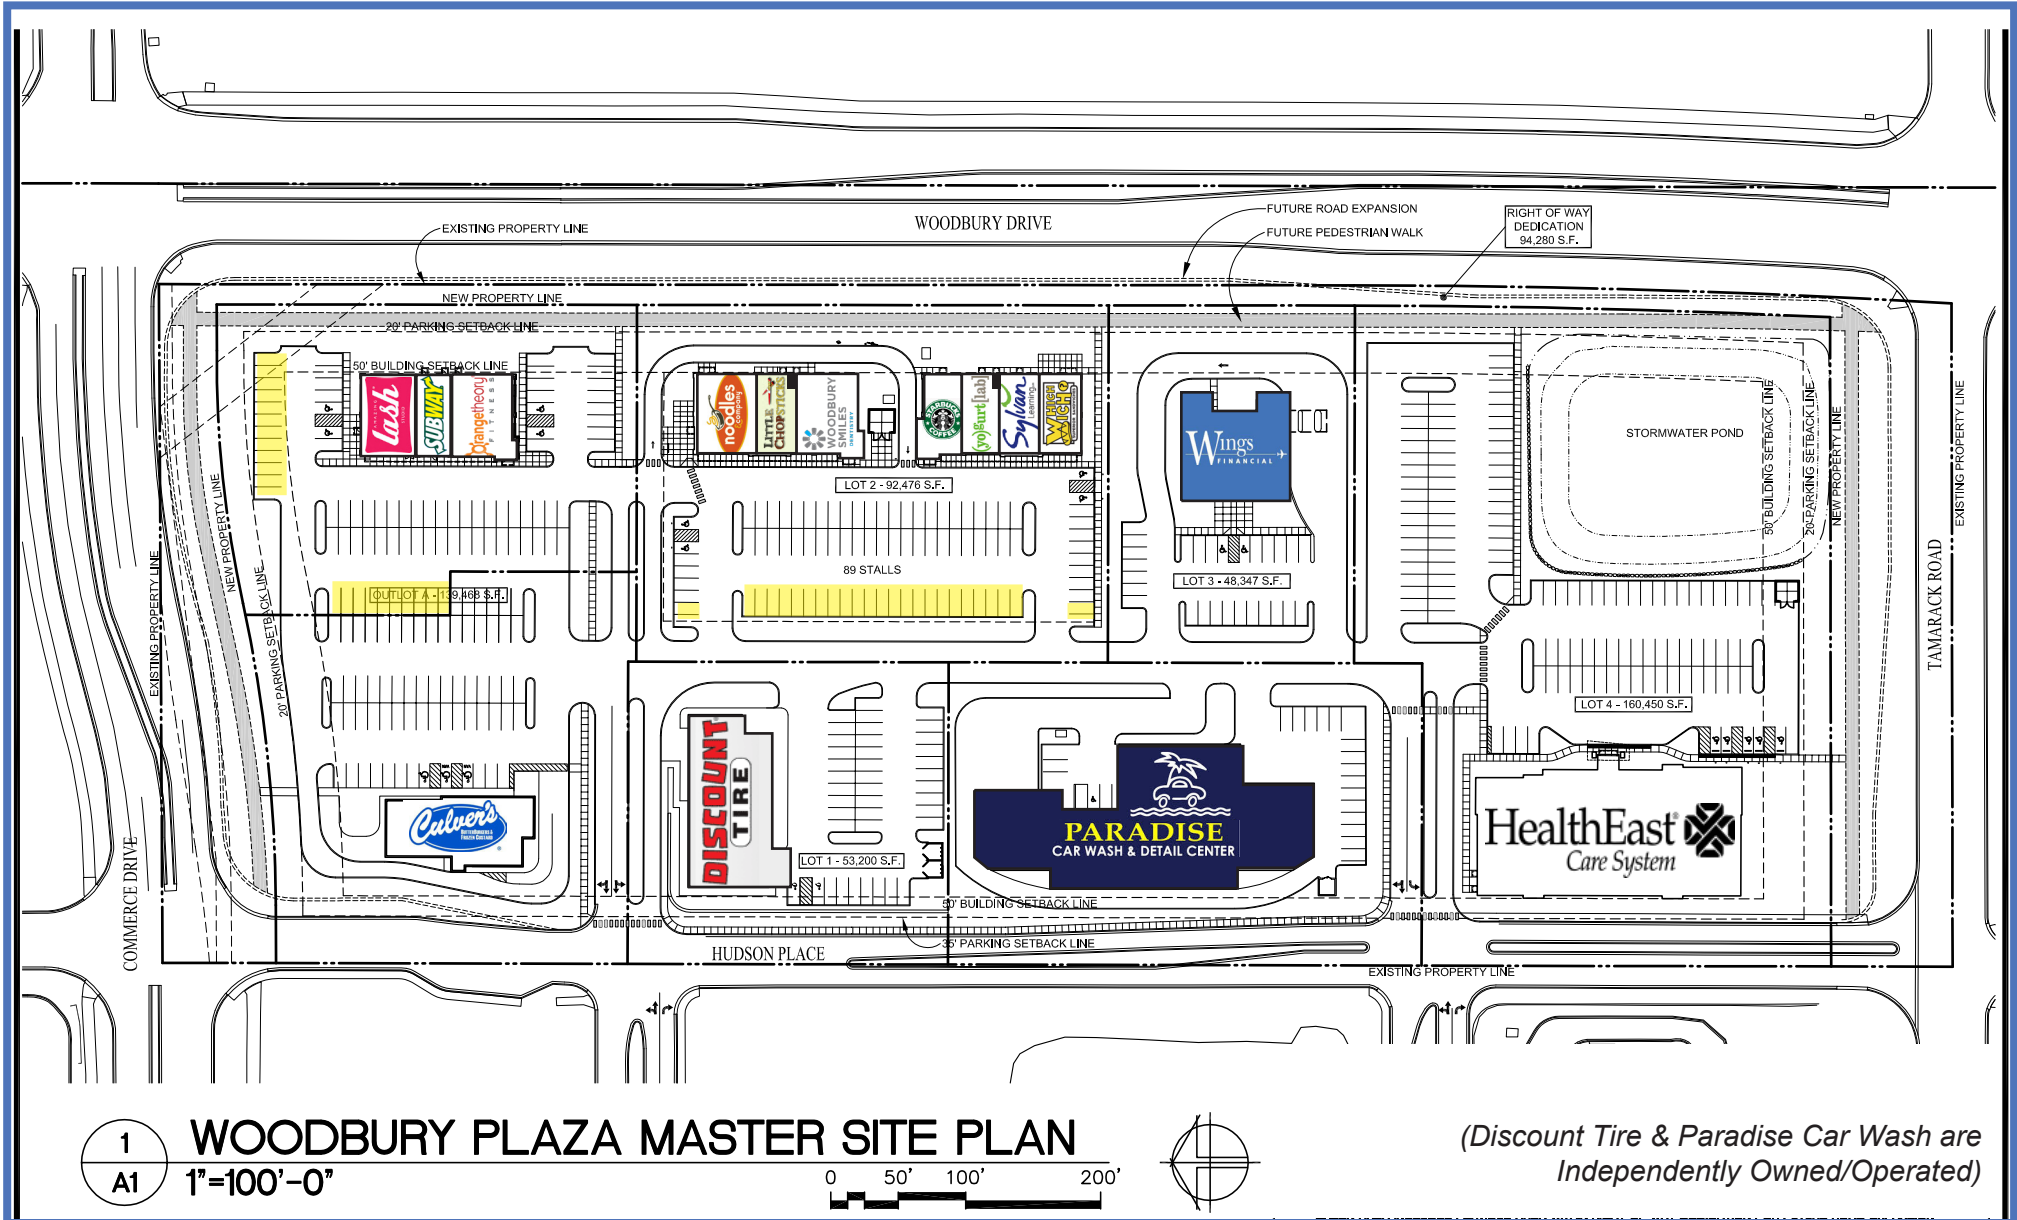 WOODBURY DRIVE
EXISTING PROPERTY LINE
FUTURE ROAD EXPANSION
FUTURE PEDESTRIAN WALK
RIGHT OF WAY
DEDICATION
94,280 S.F.
NEW PROPERTY LINE
20' PARKING SETBACK LINE
50' BUILDING SETBACK LINE
lash
SUBWAY
Orangetheory
FITNESS
noodles
& company
LITTLE
CHOPSTICKS
WOODBURY
SMILES
DENTISTRY
STARBUCKS
COFFEE
(yo)gurt[lab]
Sylvan
Learning
WHICH
WICH
Wings
FINANCIAL
STORMWATER POND
50' BUILDING SETBACK LINE
20' PARKING SETBACK LINE
NEW PROPERTY LINE
EXISTING PROPERTY LINE
TAMARACK ROAD
LOT 2 - 92,476 S.F.
89 STALLS
LOT 3 - 48,347 S.F.
OUTLOT A - 139,468 S.F.
NEW PROPERTY LINE
20' PARKING SETBACK LINE
EXISTING PROPERTY LINE
COMMERCE DRIVE
LOT 4 - 160,450 S.F.
Culver's
BUTTERBURGERS &
FROZEN CUSTARD
DISCOUNT
TIRE
LOT 1 - 53,200 S.F.
PARADISE
CAR WASH & DETAIL CENTER
HealthEast
Care System
50' BUILDING SETBACK LINE
35' PARKING SETBACK LINE
HUDSON PLACE
EXISTING PROPERTY LINE
1
A1
WOODBURY PLAZA MASTER SITE PLAN
1"=100'-0"
0 50' 100' 200'
(Discount Tire & Paradise Car Wash are
Independently Owned/Operated)